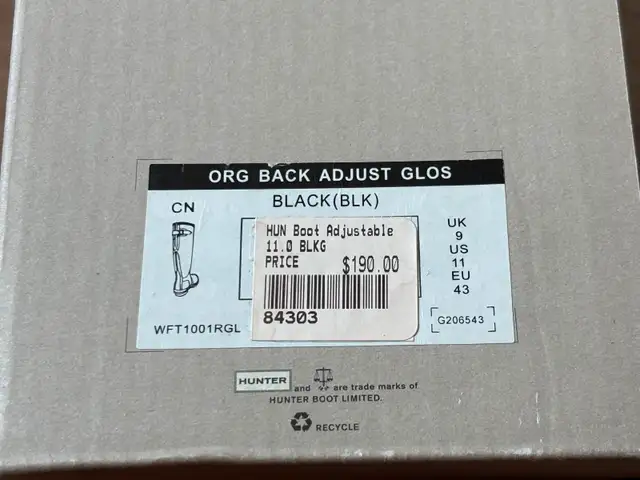 ORG BACK ADJUST GLOS
CN
BLACK(BLK)
HUN Boot Adjustable
11.0 BLKG
PRICE $190.00
84303
UK
9
US
11
EU
43
WFT1001RGL
G206543
HUNTER and are trade marks of
HUNTER BOOT LIMITED.
RECYCLE